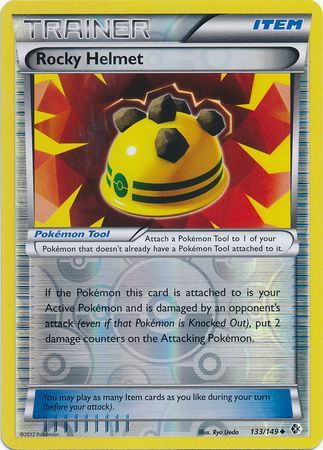 TRAINER ITEM
Rocky Helmet
Pokémon Tool
Attach a Pokémon Tool to 1 of your
Pokémon that doesn't already have a Pokémon Tool attached to it.
If the Pokémon this card is attached to is your
Active Pokémon and is damaged by an opponent's
attack (even if that Pokémon is Knocked Out), put 2
damage counters on the Attacking Pokémon.
You may play as many Item cards as you like during your turn
(before your attack).
©2012 Pokémon Illus. Ryo Ueda 133/149